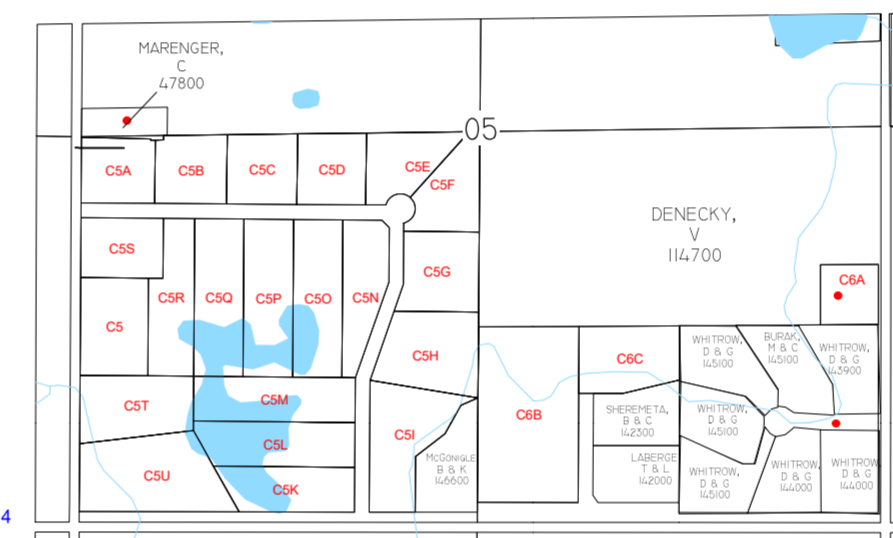 MARENGER,
C
47800
05
C5A
C5B
C5C
C5D
C5E
C5F
DENECKY,
V
114700
C5S
C5R
C5Q
C5P
C5O
C5N
C5G
C6A
C5
C5H
C6C
WHITROW,
D & G
145100
BURAK,
M & C
145100
WHITROW,
D & G
143900
C5T
C5M
C5I
C6B
SHEREMETA,
B & C
142300
WHITROW,
D & G
145100
C5L
C5U
C5K
McGONIGLE
B & K
146600
LABERGE
T & L
142000
WHITROW,
D & G
145100
WHITROW,
D & G
144000
WHITROW
D & G
144000
4